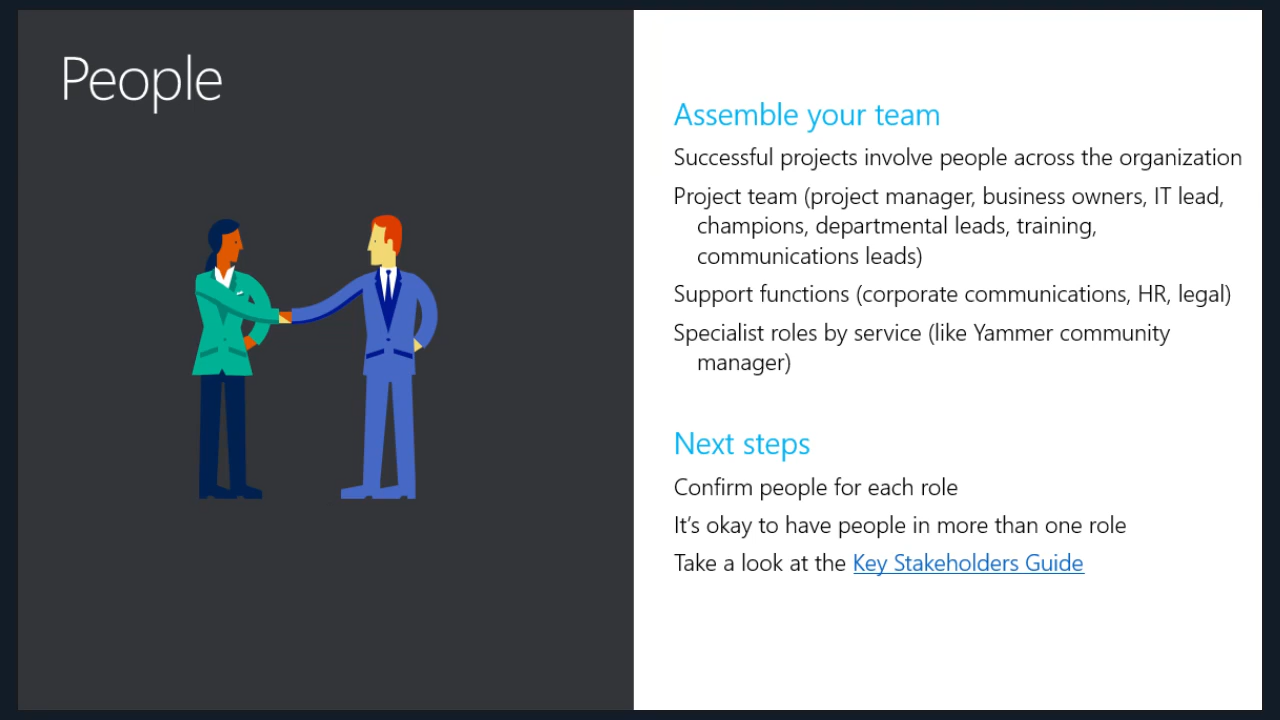 People
Assemble your team
Successful projects involve people across the organization
Project team (project manager, business owners, IT lead,
champions, departmental leads, training,
communications leads)
Support functions (corporate communications, HR, legal)
Specialist roles by service (like Yammer community
manager)
Next steps
Confirm people for each role
It’s okay to have people in more than one role
Take a look at the Key Stakeholders Guide